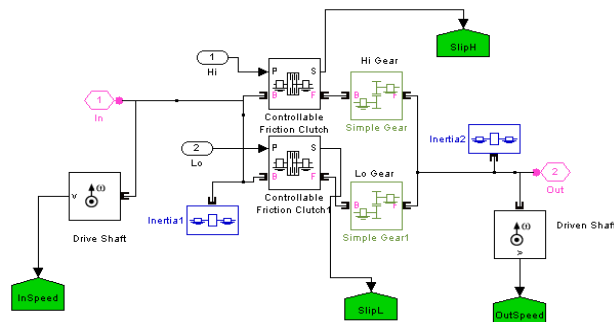 SlipH
1
Hi
P
S
B
F
Hi Gear
B
F
Simple Gear
1
In
Controllable
Friction Clutch
Inertia2
2
Lo
P
S
B
F
Lo Gear
B
F
Simple Gear1
2
Out
Controllable
Friction Clutch1
Inertia1
ω
A
Drive Shaft
ω
A
Driven Shaft
InSpeed
SlipL
OutSpeed